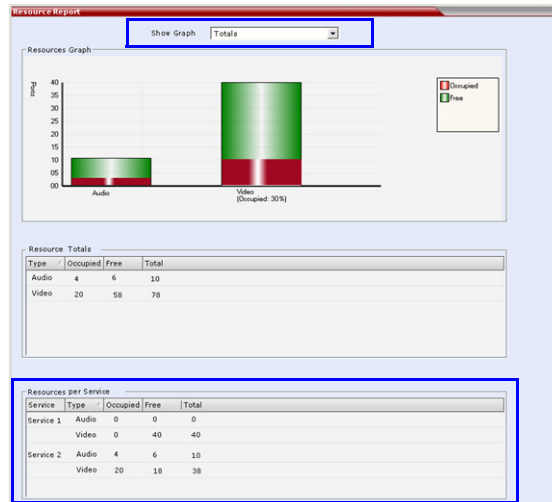 Resource Report
Show Graph Totals
Resources Graph
Ports
40
35
30
25
20
15
10
05
00
Audio
Video
(Occupied: 30%)
Occupied
Free
Resource Totals
Type Occupied Free Total
Audio 4 6 10
Video 20 58 78
Resources per Service
Service Type Occupied Free Total
Service 1 Audio 0 0 0
Video 0 40 40
Service 2 Audio 4 6 10
Video 20 18 38